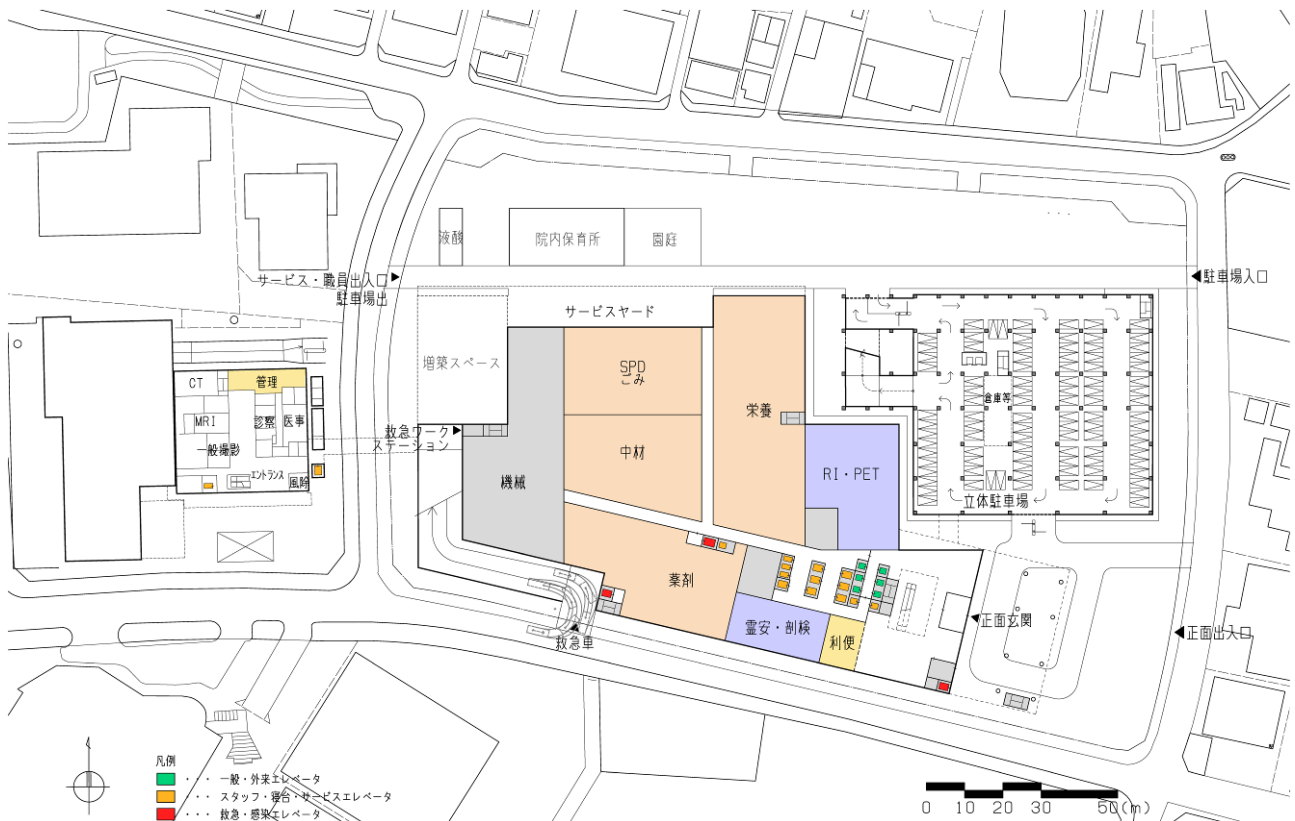 液酸
院内保育所
園庭
サービス・職員出入口
駐車場出
駐車場入口
サービスヤード
増築スペース
SPD
ごみ
栄養
倉庫等
CT
管理
MRI
診察
医事
一般撮影
エントランス
風除
救急ワーク
ステーション
中材
機械
RI・PET
立体駐車場
薬剤
霊安・剖検
利便
正面玄関
正面出入口
救急車
凡例
・・・ 一般・外来エレベータ
・・・ スタッフ・寝台・サービスエレベータ
・・・ 救急・感染エレベータ
0 10 20 30 50(m)